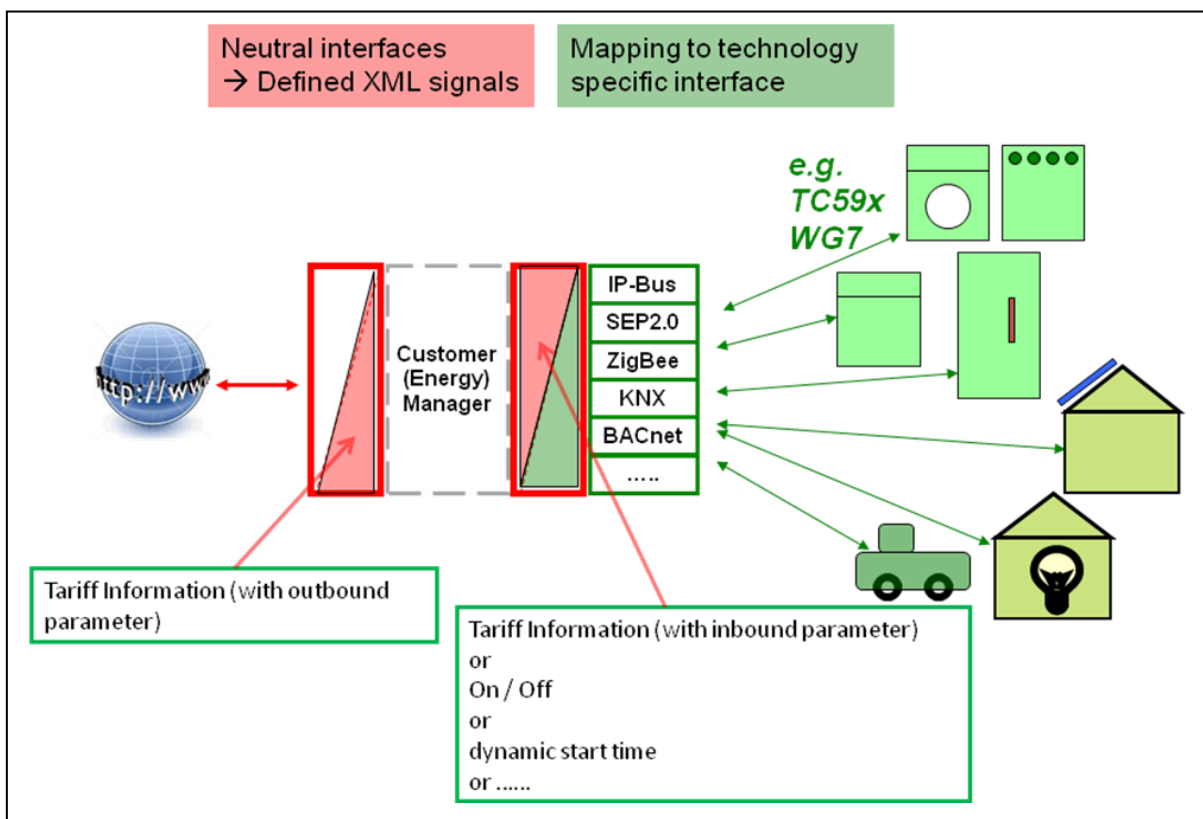 Neutral interfaces
→ Defined XML signals
Mapping to technology
specific interface
e.g.
TC59x
WG7
IP-Bus
SEP2.0
ZigBee
KNX
BACnet
.....
Customer
(Energy)
Manager
http://www
Tariff Information (with outbound
parameter)
Tariff Information (with inbound parameter)
or
On / Off
or
dynamic start time
or ......